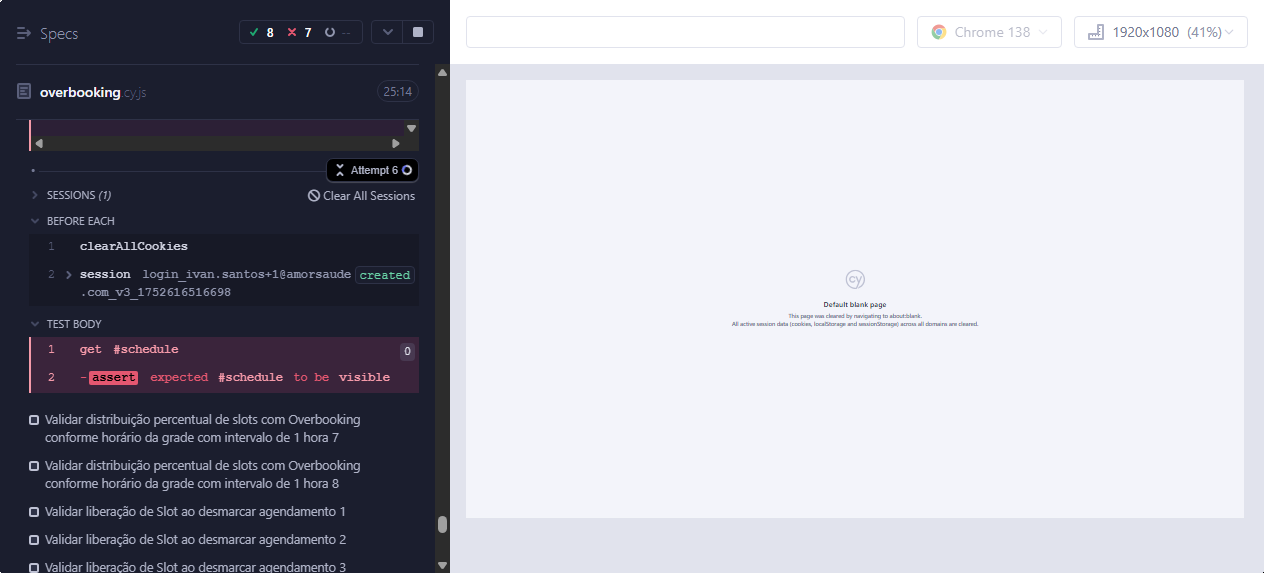 Specs
8 7 --
overbooking.cy.js
25:14
Attempt 6
SESSIONS (1)
Clear All Sessions
BEFORE EACH
1 clearAllCookies
2 session login_ivan.santos+1@amorsaude created
.com_v3_1752616516698
TEST BODY
1 get #schedule 0
2 -assert expected #schedule to be visible
Validar distribuição percentual de slots com Overbooking
conforme horário da grade com intervalo de 1 hora 7
Validar distribuição percentual de slots com Overbooking
conforme horário da grade com intervalo de 1 hora 8
Validar liberação de Slot ao desmarcar agendamento 1
Validar liberação de Slot ao desmarcar agendamento 2
Validar liberação de Slot ao desmarcar agendamento 3
Chrome 138
1920x1080 (41%)
cy
Default blank page
This page was cleared by navigating to about:blank.
All active session data (cookies, localStorage and sessionStorage) across all domains are cleared.